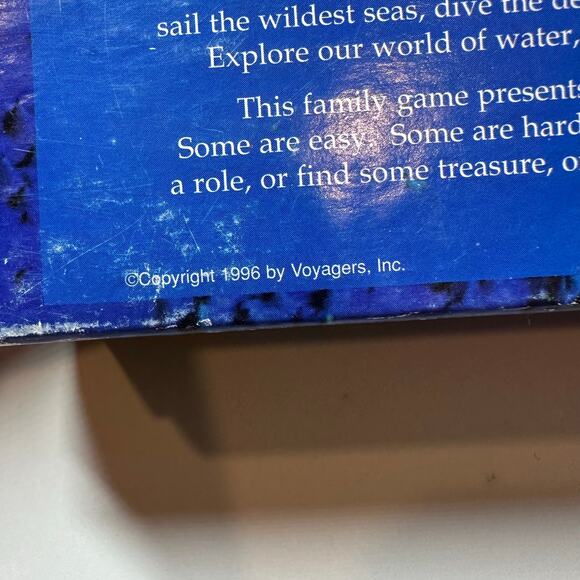 sail the wildest seas, dive the
Explore our world of water,
This family game presents
Some are easy. Some are hard
a role, or find some treasure,
©Copyright 1996 by Voyagers, Inc.